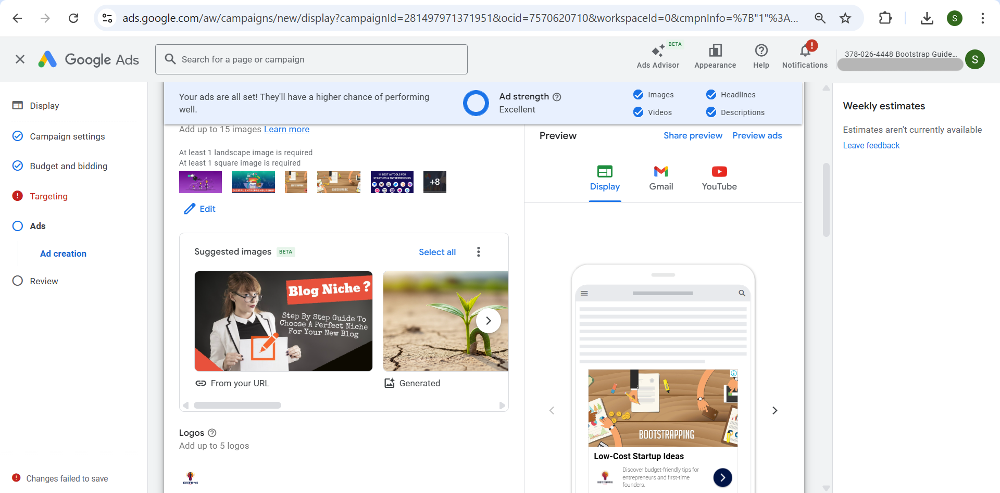 ads.google.com/aw/campaigns/new/display?campaignId=281497971371951&ocid=7570620710&workspaceId=0&cmpnInfo=%7B"1"%3A...
S
Google Ads
Search for a page or campaign
BETA
Ads Advisor
Appearance
Help
!
Notifications
378-026-4448 Bootstrap Guide...
S
Display
Campaign settings
Budget and bidding
!
Targeting
Ads
Ad creation
Review
!
Changes failed to save
Your ads are all set! They'll have a higher chance of performing
well.
Ad strength
Excellent
Images
Headlines
Videos
Descriptions
Add up to 15 images Learn more
At least 1 landscape image is required
At least 1 square image is required
DIGITAL ENTREPRENEURSHIP
BOOTSTRAPPING
BOOTSTRAPPING
11 BEST AI TOOLS FOR
STARTUPS & ENTREPRENEURS
+8
Edit
Suggested images BETA
Select all
Blog Niche ?
Step By Step Guide To
Choose A Perfect Niche
For Your New Blog
From your URL
Generated
Logos
Add up to 5 logos
BOOTSTRAPPING
Preview
Share preview
Preview ads
Display
Gmail
YouTube
BOOTSTRAPPING
Low-Cost Startup Ideas
BOOTSTRAPPING
Discover budget-friendly tips for
entrepreneurs and first-time
founders.
Weekly estimates
Estimates aren't currently available
Leave feedback